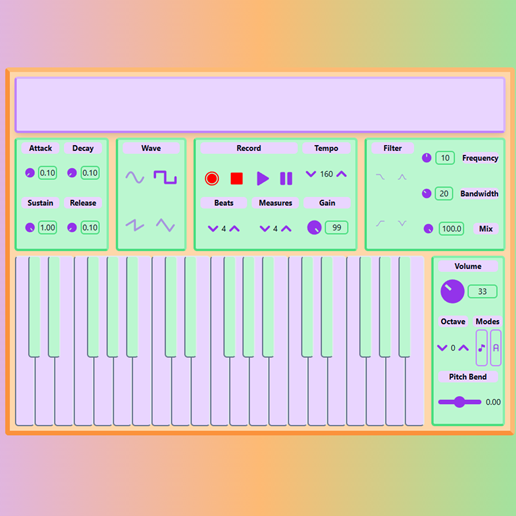 Attack Decay Wave Record Tempo Filter
10 Frequency
0.10 0.10 160
20 Bandwidth
Sustain Release Beats Measures Gain
1.00 0.10 4 4 99 100.0 Mix
Volume
33
Octave Modes
0 A
Pitch Bend
0.00